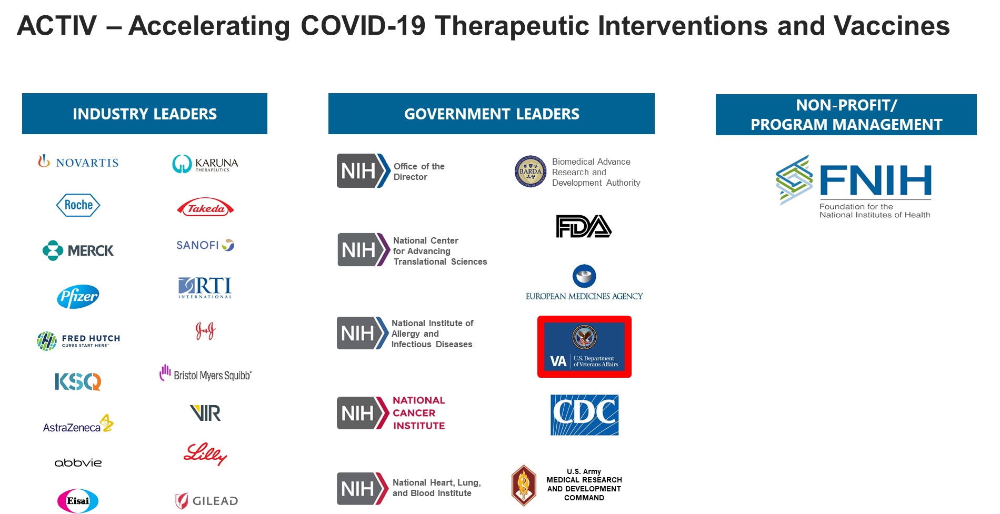 ACTIV – Accelerating COVID-19 Therapeutic Interventions and Vaccines
INDUSTRY LEADERS
NOVARTIS
KARUNA
THERAPEUTICS
Roche
Takeda
MERCK
SANOFI
Pfizer
RTI
INTERNATIONAL
FRED HUTCH
CURES START HERE™
J&J
KSQ
Bristol Myers Squibb
AstraZeneca
VIR
abbvie
Lilly
Eisai
GILEAD
GOVERNMENT LEADERS
NIH
Office of the
Director
BARDA
Biomedical Advance
Research and
Development Authority
NIH
National Center
for Advancing
Translational Sciences
FDA
EUROPEAN MEDICINES AGENCY
NIH
National Institute of
Allergy and
Infectious Diseases
VA
U.S. Department
of Veterans Affairs
NIH
NATIONAL
CANCER
INSTITUTE
CDC
NIH
National Heart, Lung,
and Blood Institute
U.S. Army
MEDICAL RESEARCH
AND DEVELOPMENT
COMMAND
NON-PROFIT/
PROGRAM MANAGEMENT
FNIH
Foundation for the
National Institutes of Health